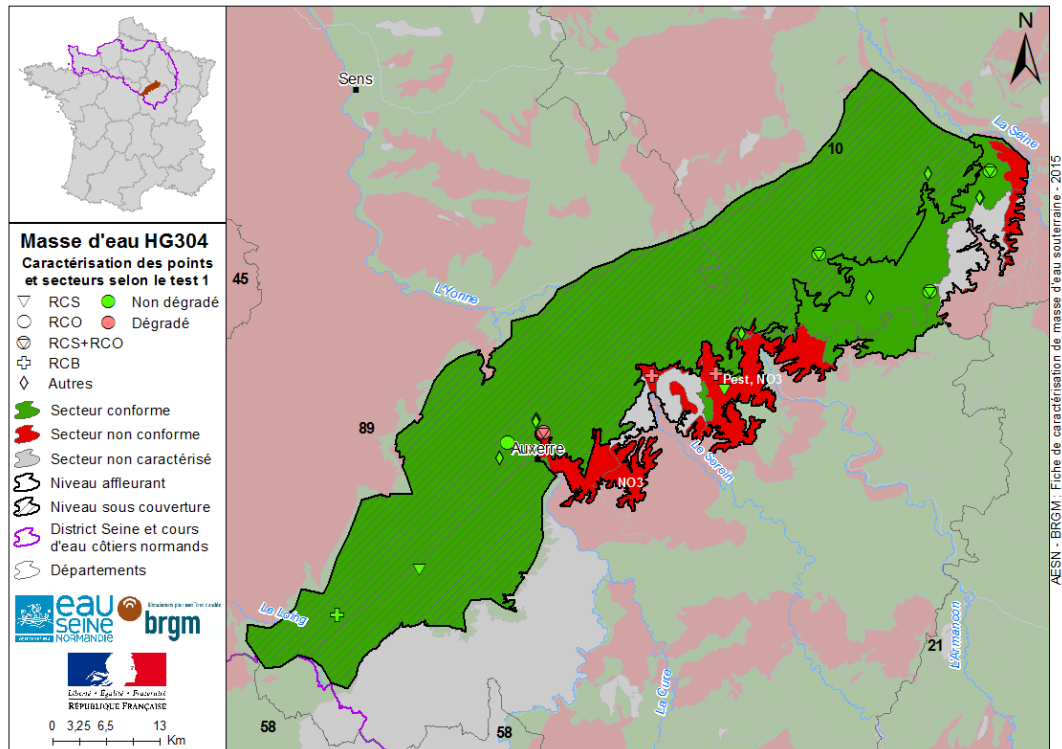 Masse d'eau HG304
Caractérisation des points
et secteurs selon le test 1
RCS
Non dégradé
RCO
Dégradé
RCS+RCO
RCB
Autres
Secteur conforme
Secteur non conforme
Secteur non caractérisé
Niveau affleurant
Niveau sous couverture
District Seine et cours
d'eau côtiers normands
Départements
eau
SEINE
NORMANDIE
brgm
Liberté • Égalité • Fraternité
RÉPUBLIQUE FRANÇAISE
0 3,25 6,5 13
Km
N
Sens
La Seine
10
45
L'Yonne
Pest, NO3
89
Auxerre
Le Serein
NO3
Le Loing
L'Armançon
21
La Cure
58
58
AESN - BRGM : Fiche de caractérisation de masse d'eau souterraine - 2015